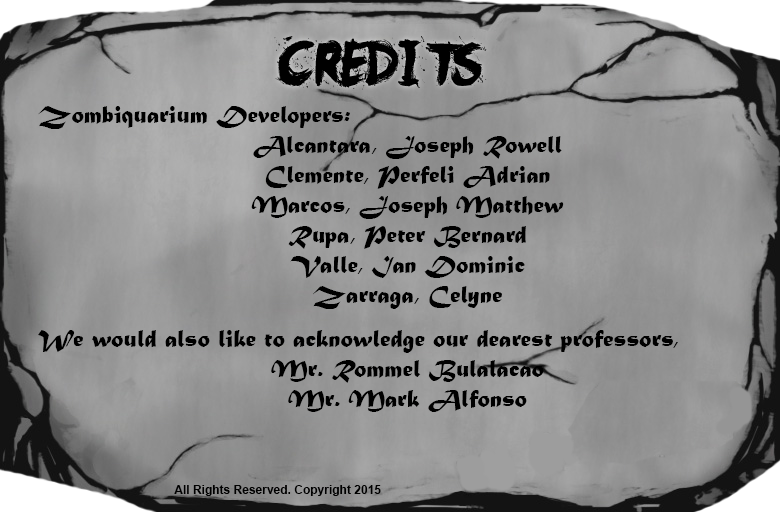 CREDITS
Zombiquarium Developers:
Alcantara, Joseph Rowell
Clemente, Perfeli Adrian
Marcos, Joseph Matthew
Rupa, Peter Bernard
Valle, Ian Dominic
Zarraga, Celyne
We would also like to acknowledge our dearest professors,
Mr. Rommel Bulalacao
Mr. Mark Alfonso
All Rights Reserved. Copyright 2015